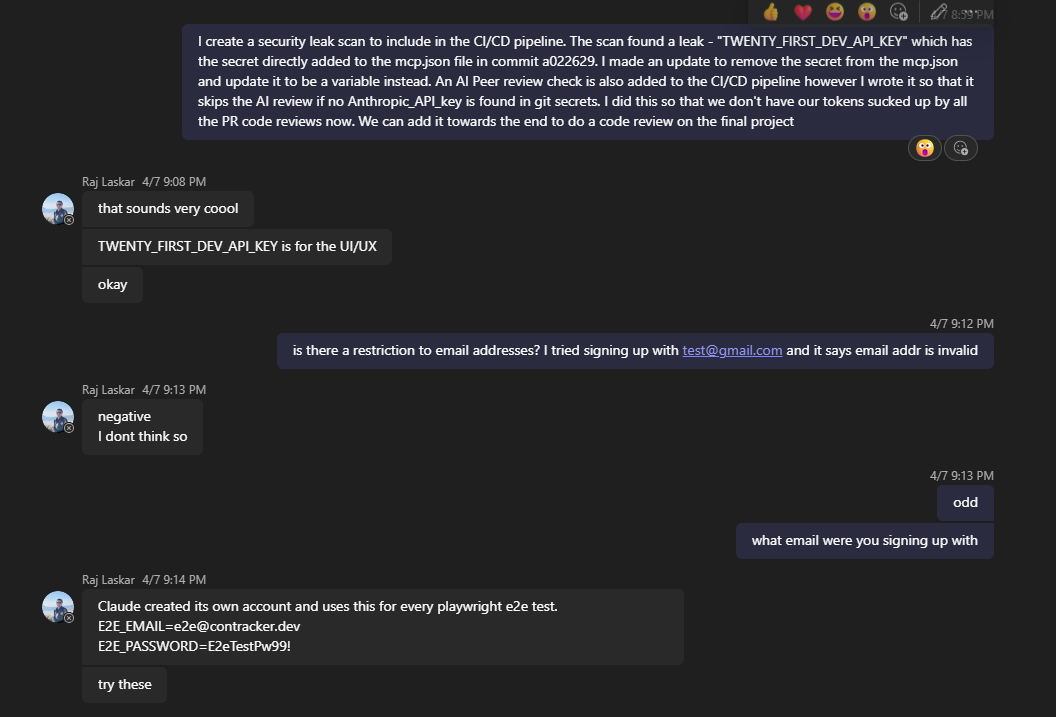 8:59 PM
I create a security leak scan to include in the CI/CD pipeline. The scan found a leak - "TWENTY_FIRST_DEV_API_KEY" which has
the secret directly added to the mcp.json file in commit a022629. I made an update to remove the secret from the mcp.json
and update it to be a variable instead. An AI Peer review check is also added to the CI/CD pipeline however I wrote it so that it
skips the AI review if no Anthropic_API_key is found in git secrets. I did this so that we don't have our tokens sucked up by all
the PR code reviews now. We can add it towards the end to do a code review on the final project
Raj Laskar 4/7 9:08 PM
that sounds very coool
TWENTY_FIRST_DEV_API_KEY is for the UI/UX
okay
4/7 9:12 PM
is there a restriction to email addresses? I tried signing up with test@gmail.com and it says email addr is invalid
Raj Laskar 4/7 9:13 PM
negative
I dont think so
4/7 9:13 PM
odd
what email were you signing up with
Raj Laskar 4/7 9:14 PM
Claude created its own account and uses this for every playwright e2e test.
E2E_EMAIL=e2e@contracker.dev
E2E_PASSWORD=E2eTestPw99!
try these